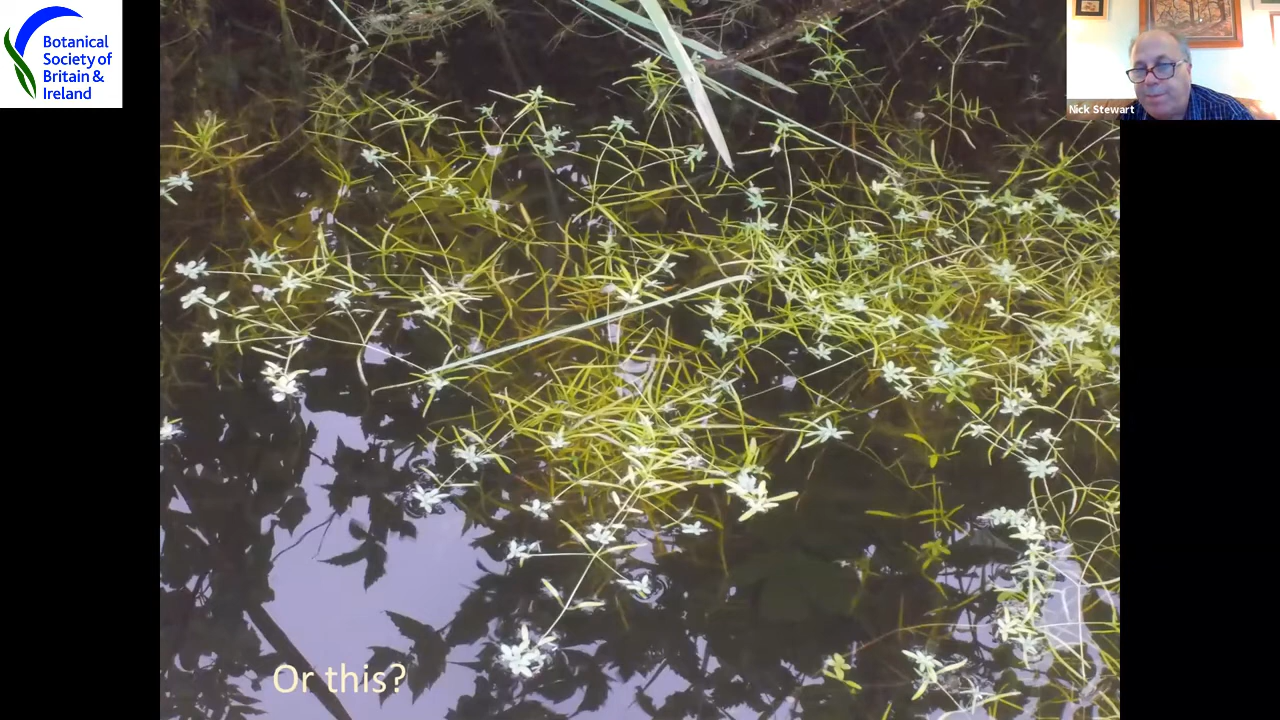 Botanical
Society of
Britain &
Ireland
Nick Stewart
Or this?